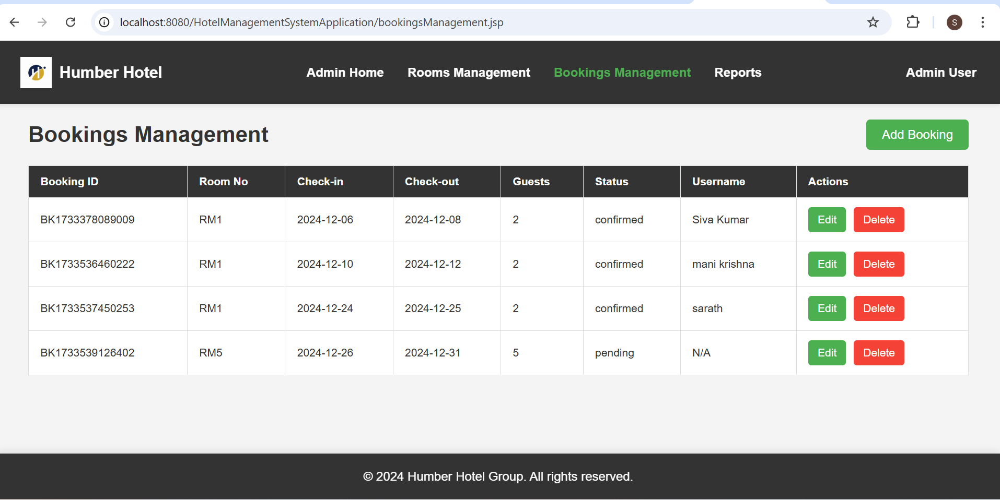 localhost:8080/HotelManagementSystemApplication/bookingsManagement.jsp
S
Humber Hotel Admin Home Rooms Management Bookings Management Reports Admin User
Bookings Management Add Booking
Booking ID Room No Check-in Check-out Guests Status Username Actions
BK1733378089009 RM1 2024-12-06 2024-12-08 2 confirmed Siva Kumar Edit Delete
BK1733536460222 RM1 2024-12-10 2024-12-12 2 confirmed mani krishna Edit Delete
BK1733537450253 RM1 2024-12-24 2024-12-25 2 confirmed sarath Edit Delete
BK1733539126402 RM5 2024-12-26 2024-12-31 5 pending N/A Edit Delete
© 2024 Humber Hotel Group. All rights reserved.